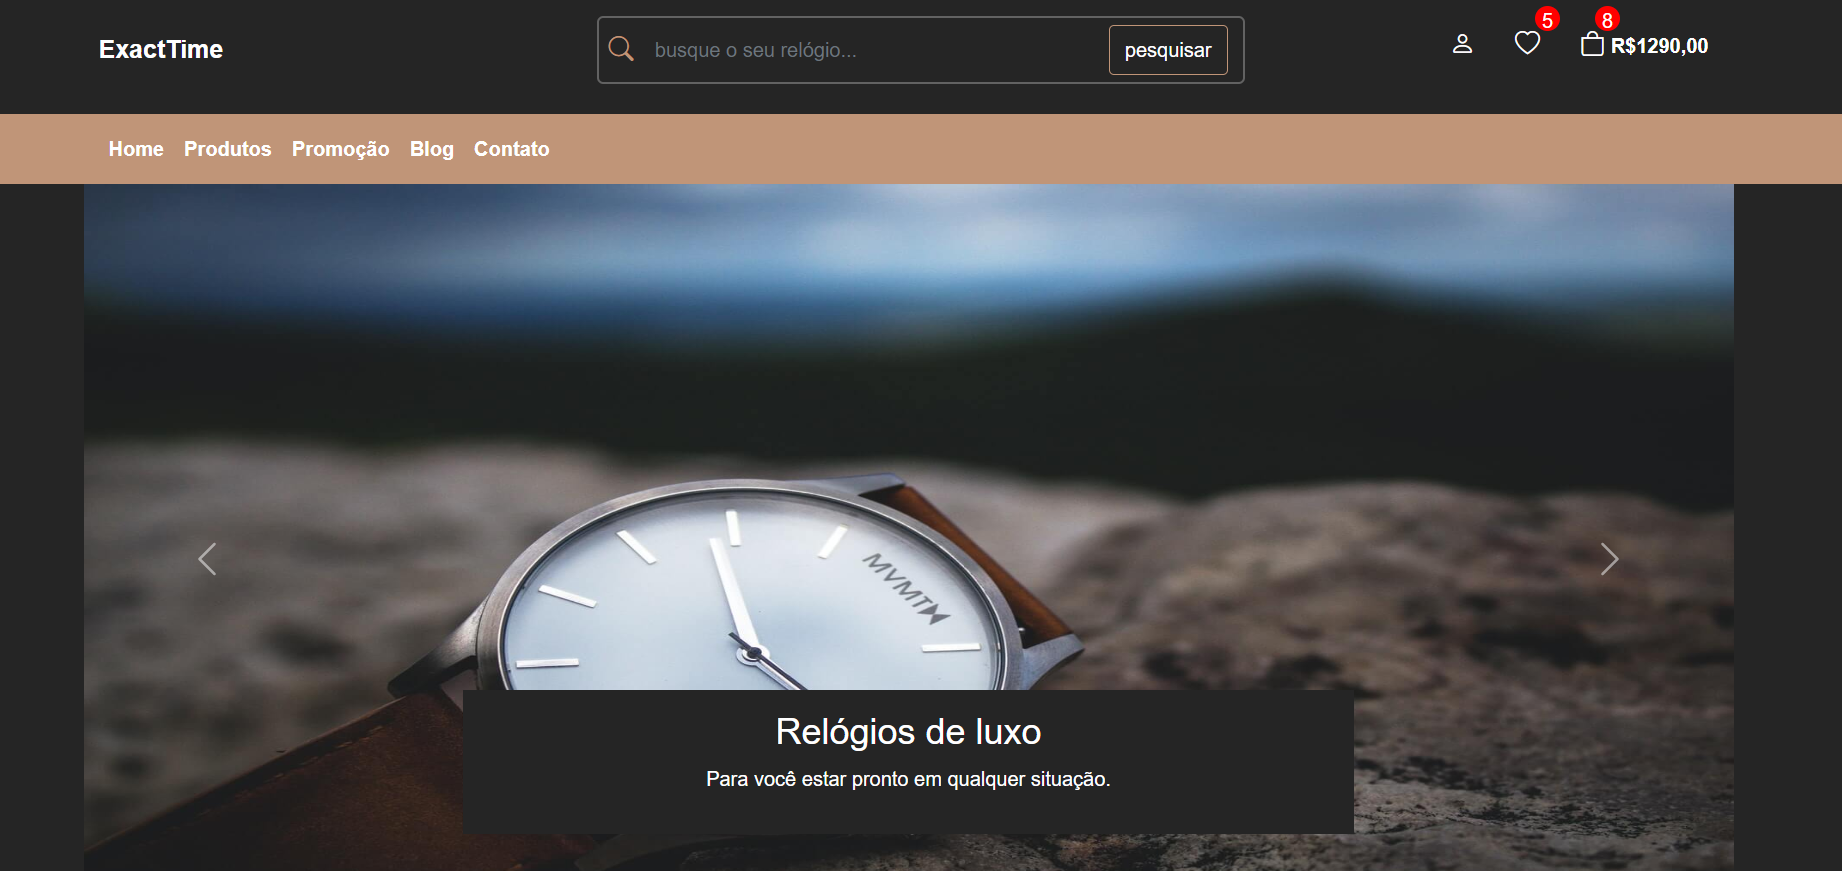 ExactTime
busque o seu relógio...
pesquisar
5
8
R$1290,00
Home Produtos Promoção Blog Contato
MVMT
Relógios de luxo
Para você estar pronto em qualquer situação.